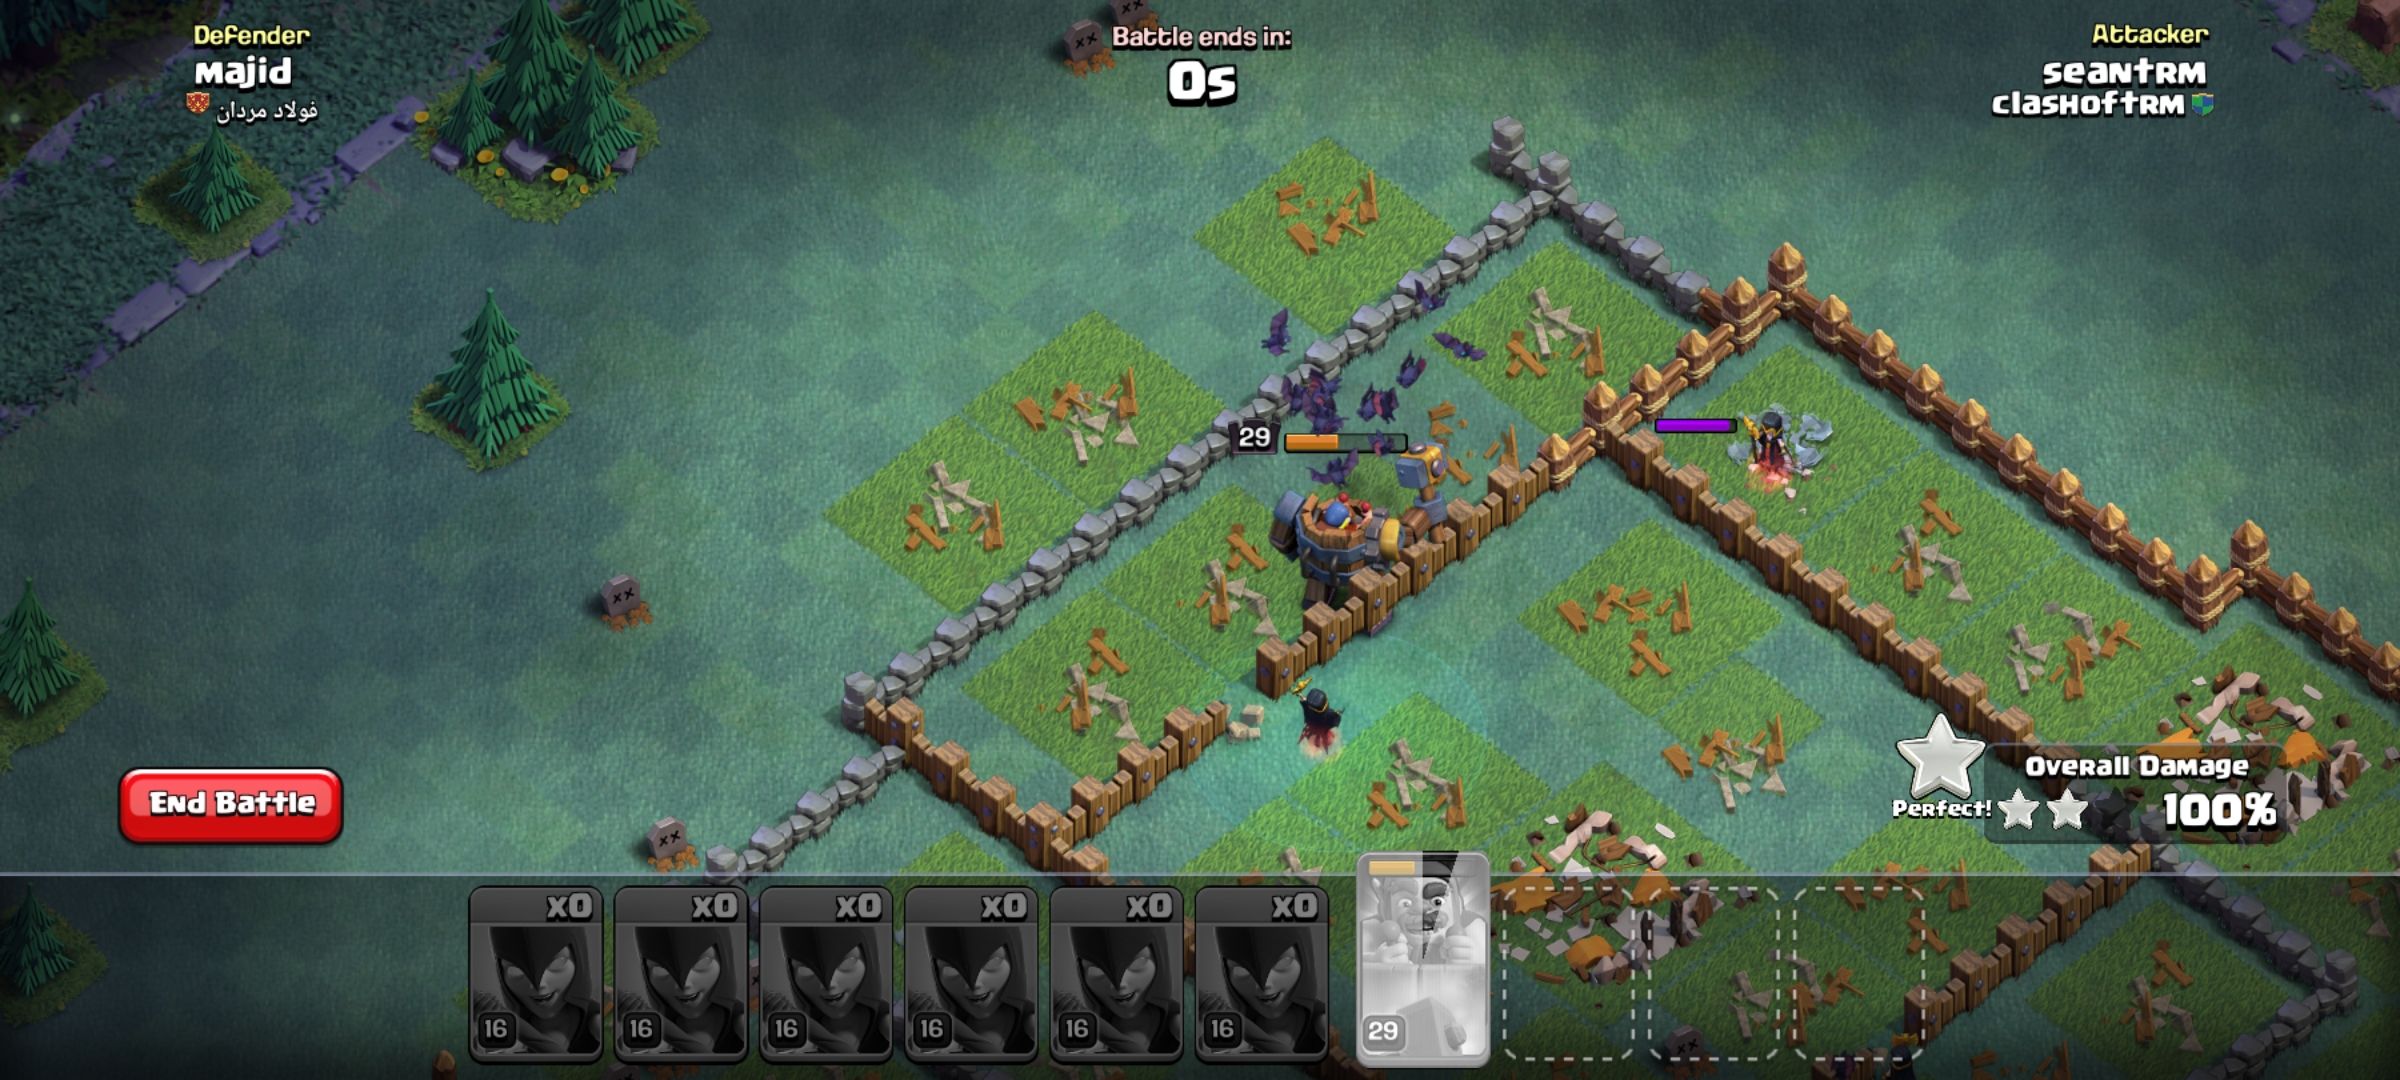 Defender
majid
فولاد مردان
Battle ends in:
0s
Attacker
seantRM
clashoftRM
29
End Battle
Overall Damage
Perfect!
100%
x0
x0
x0
x0
x0
x0
16
16
16
16
16
16
29